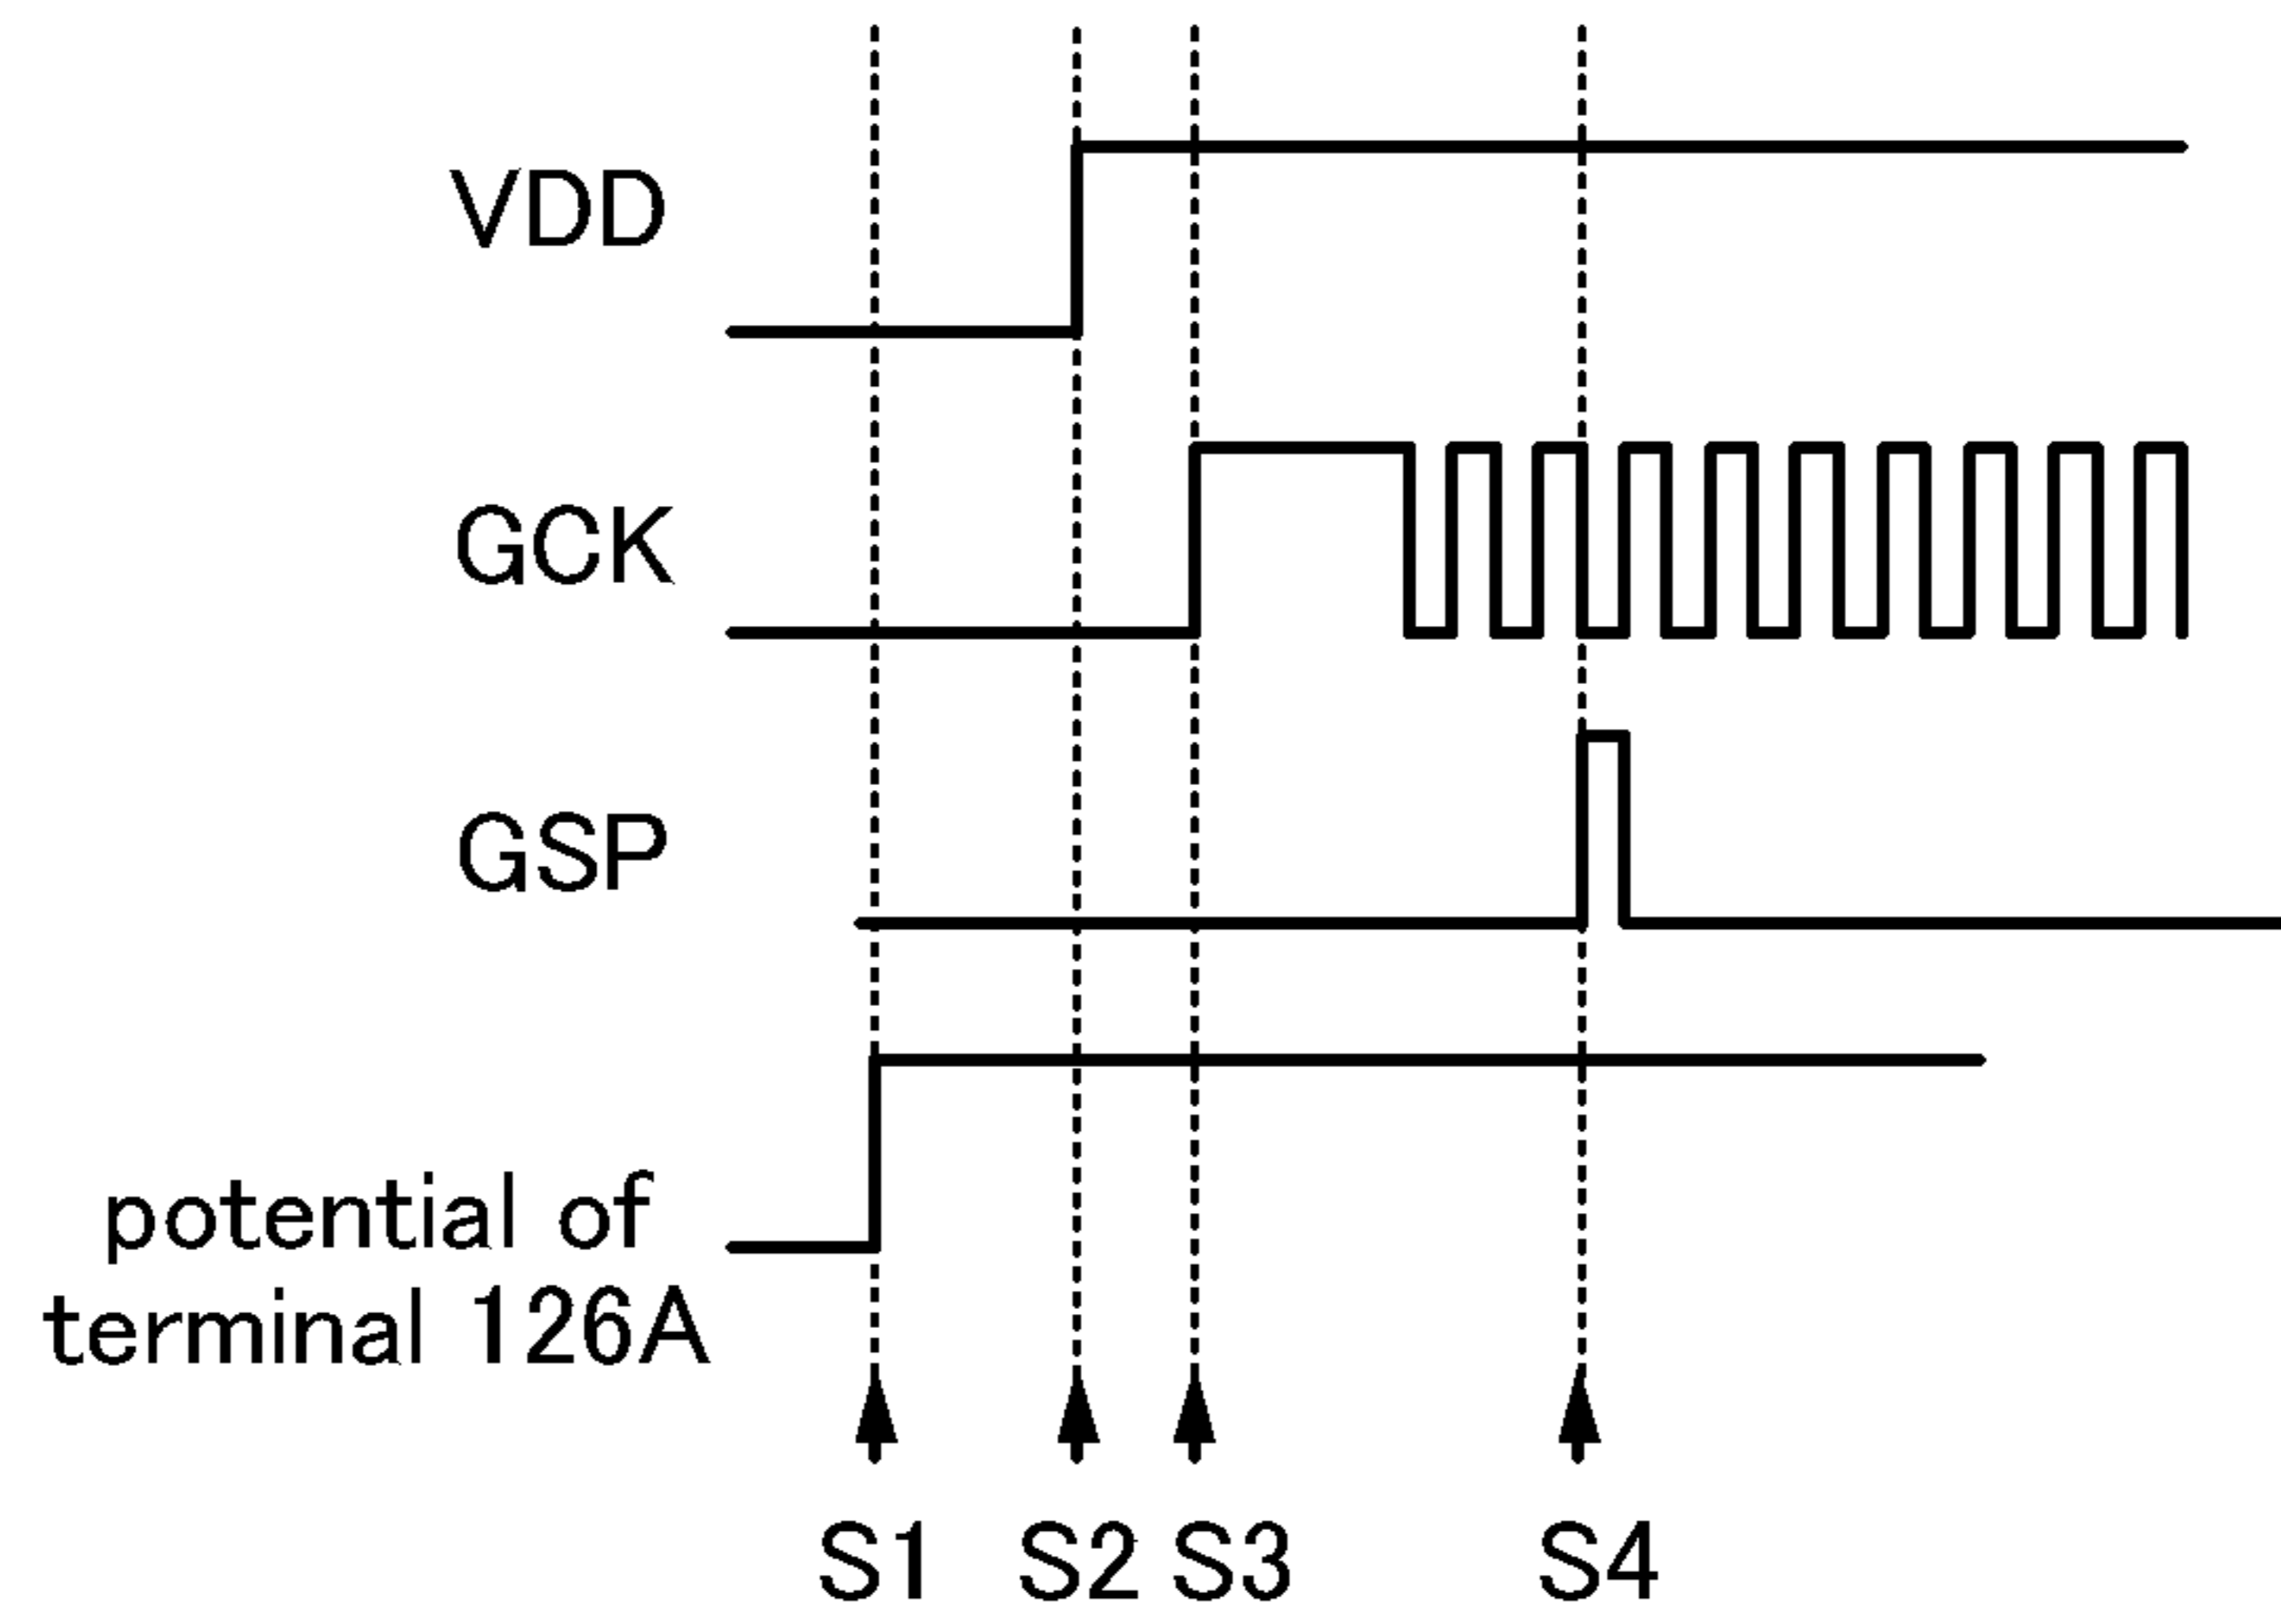 VDD
GCK
GSP
potential of
terminal 126A
S1 S2 S3 S4